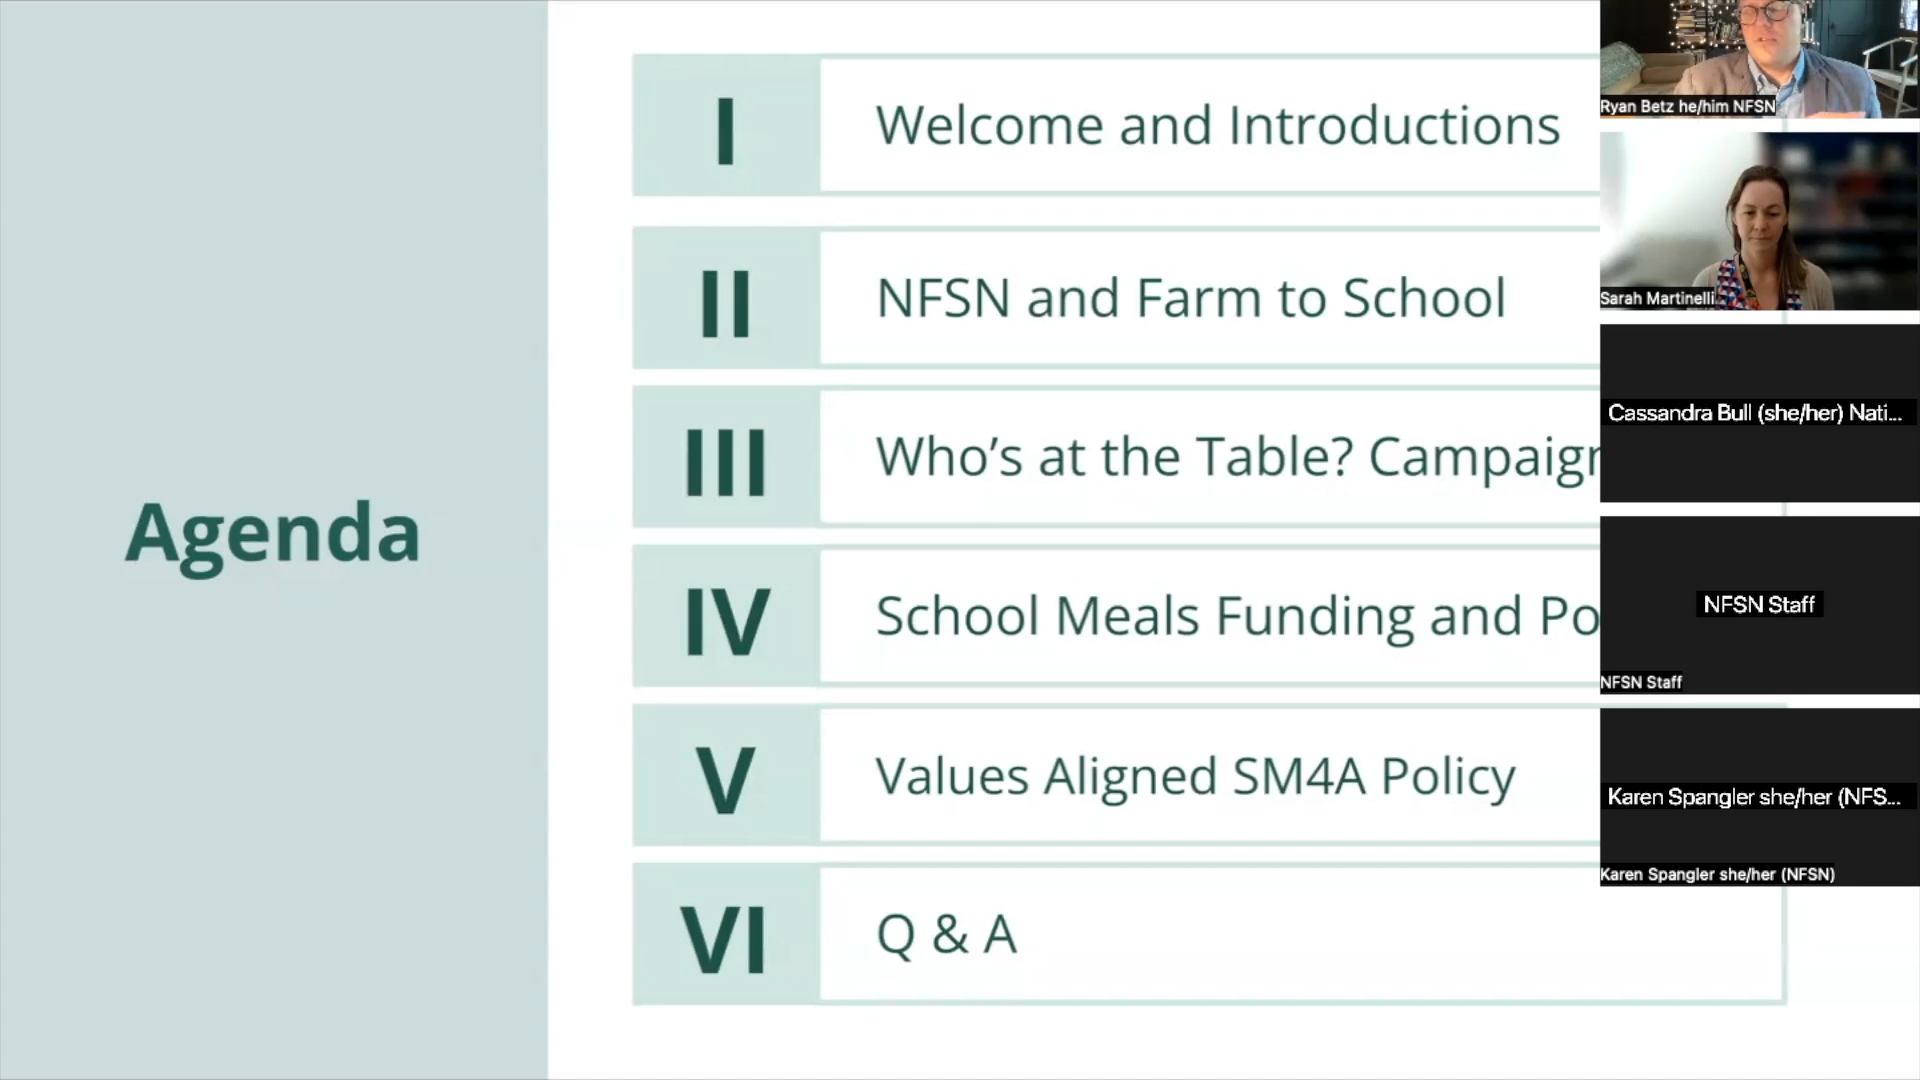 Agenda
I
Welcome and Introductions
II
NFSN and Farm to School
III
Who's at the Table? Campaign
IV
School Meals Funding and Po
V
Values Aligned SM4A Policy
VI
Q & A
Ryan Betz he/him NFSN
Sarah Martinelli
Cassandra Bull (she/her) Nati...
NFSN Staff
NFSN Staff
Karen Spangler she/her (NFS...
Karen Spangler she/her (NFSN)